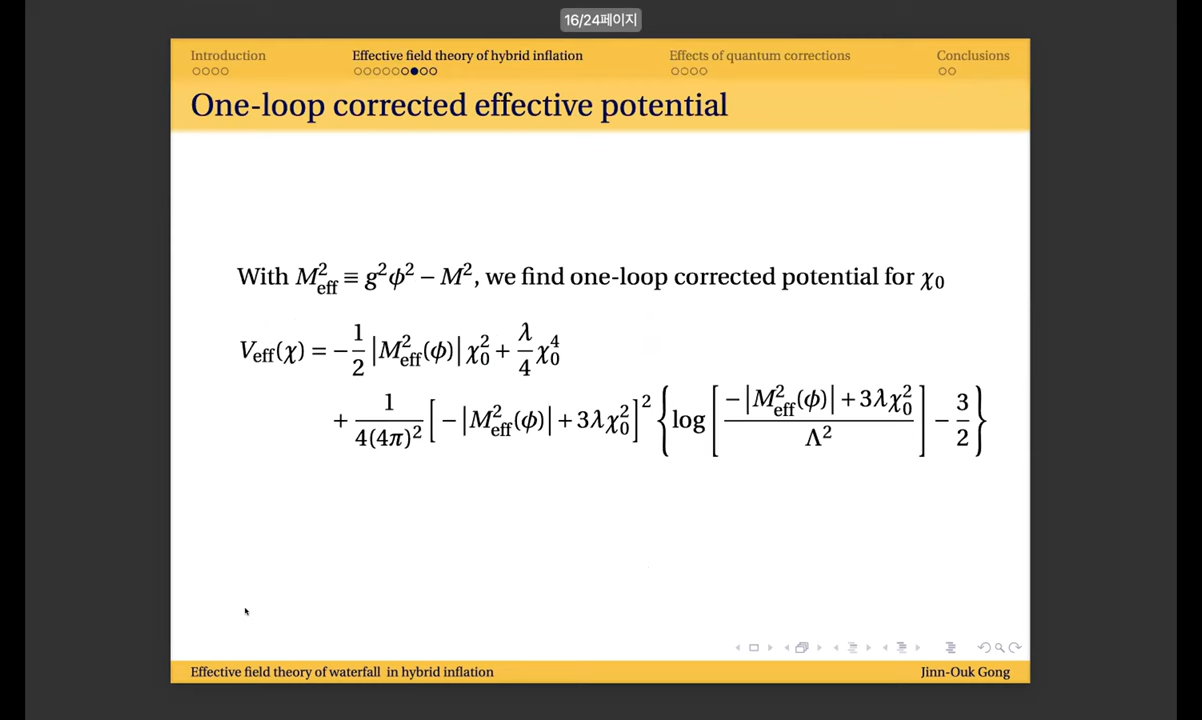 16/24페이지
Introduction Effective field theory of hybrid inflation Effects of quantum corrections Conclusions
One-loop corrected effective potential
With M²_eff ≡ g²ϕ² − M², we find one-loop corrected potential for χ₀
V_eff(χ) = −1/2 |M²_eff(ϕ)| χ₀² + λ/4 χ₀⁴
+ 1/(4(4π)²) [−|M²_eff(ϕ)| + 3λχ₀²]² {log [(−|M²_eff(ϕ)| + 3λχ₀²)/Λ²] − 3/2}
Effective field theory of waterfall in hybrid inflation Jinn-Ouk Gong